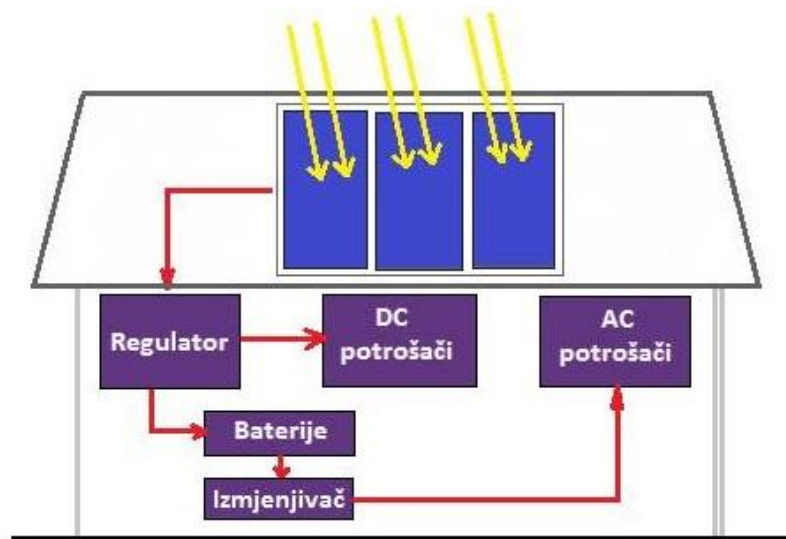 Regulator
DC
potrošači
AC
potrošači
Baterije
Izmjenjivač